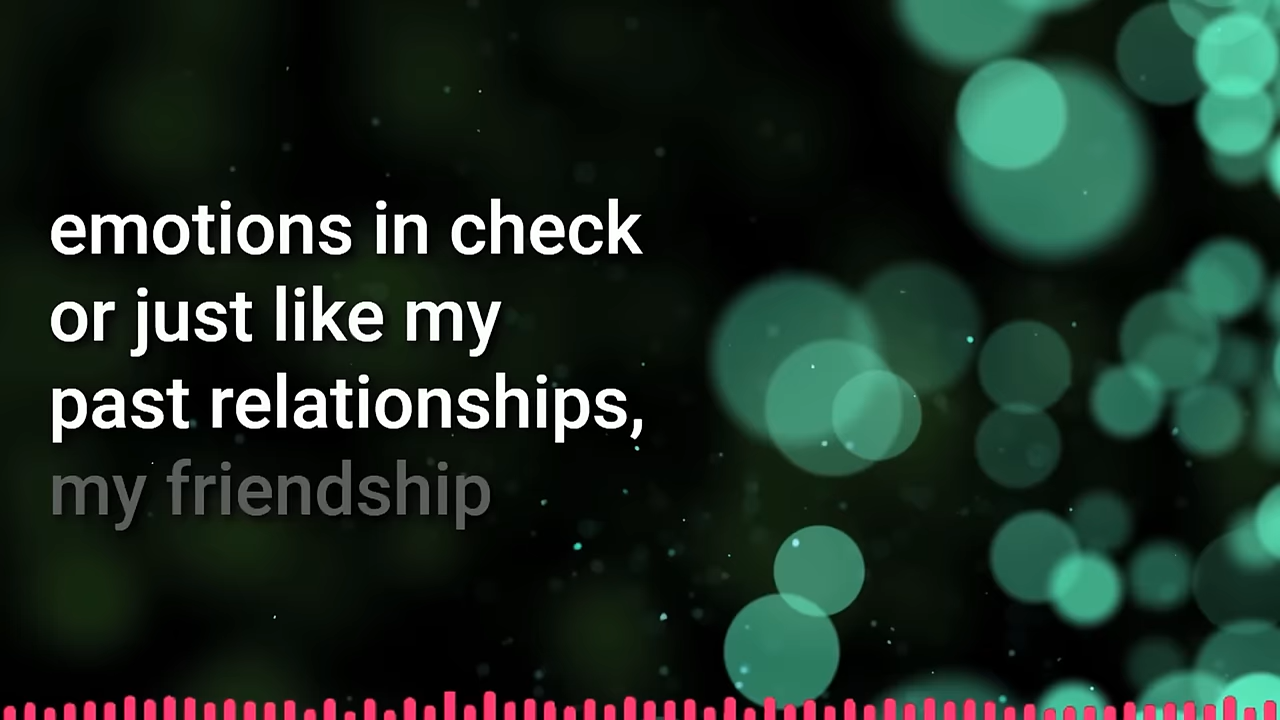 emotions in check
or just like my
past relationships,
my friendship